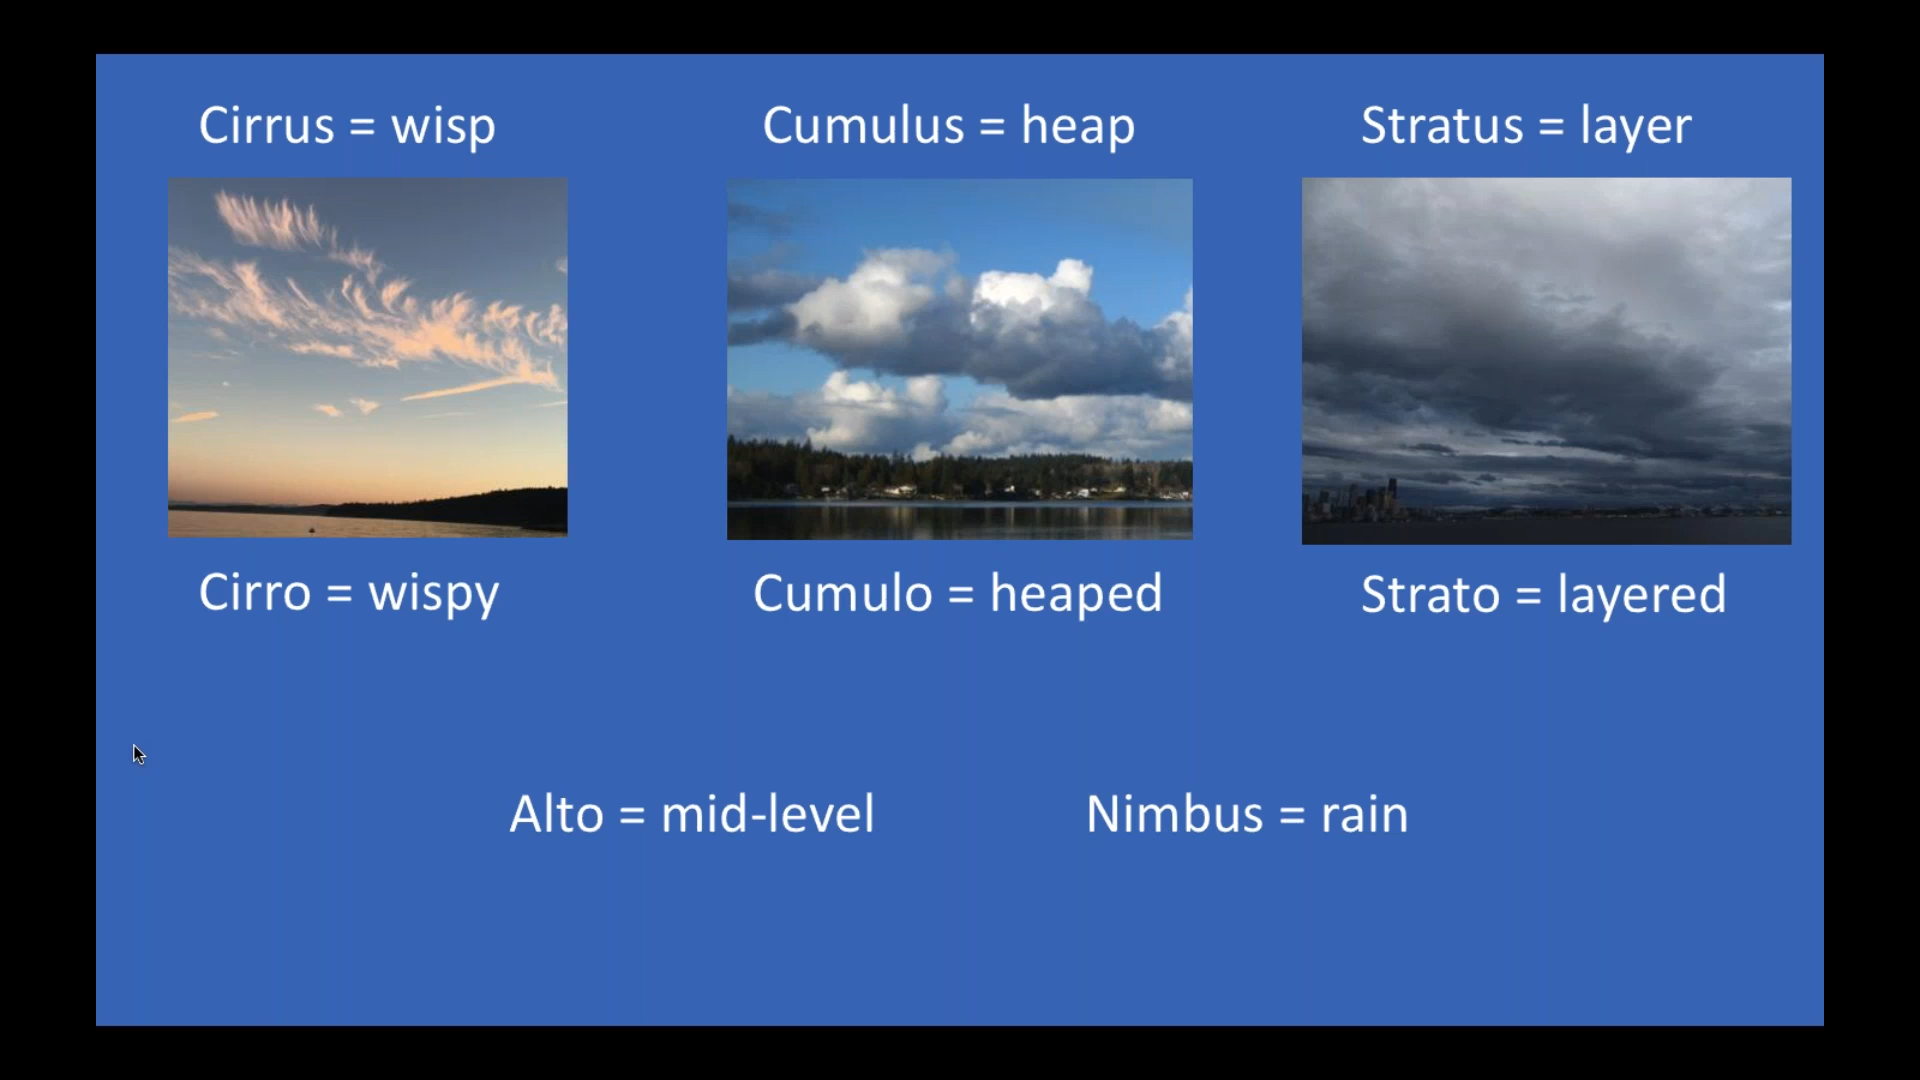 Cirrus = wisp
Cumulus = heap
Stratus = layer
Cirro = wispy
Cumulo = heaped
Strato = layered
Alto = mid-level
Nimbus = rain